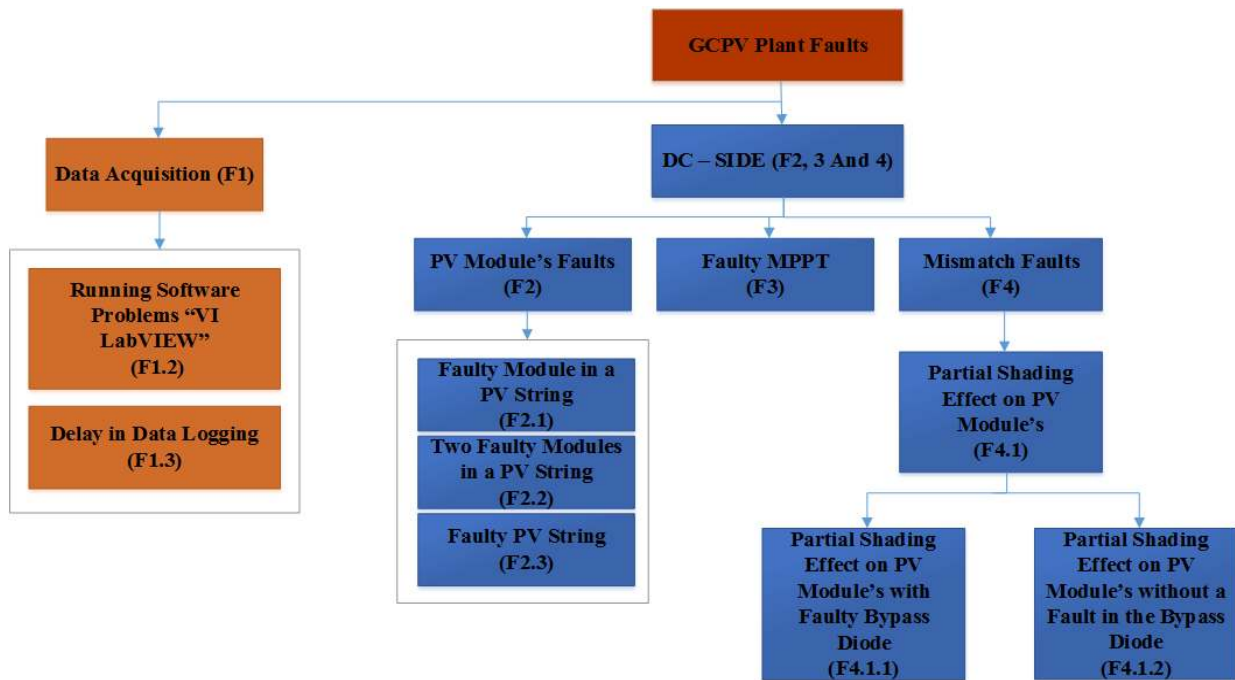 GCPV Plant Faults
Data Acquisition (F1)
DC – SIDE (F2, 3 And 4)
Running Software
Problems “VI
LabVIEW”
(F1.2)
Delay in Data Logging
(F1.3)
PV Module’s Faults
(F2)
Faulty MPPT
(F3)
Mismatch Faults
(F4)
Faulty Module in a
PV String
(F2.1)
Two Faulty Modules
in a PV String
(F2.2)
Faulty PV String
(F2.3)
Partial Shading
Effect on PV
Module’s
(F4.1)
Partial Shading
Effect on PV
Module’s with
Faulty Bypass
Diode
(F4.1.1)
Partial Shading
Effect on PV
Module’s without a
Fault in the Bypass
Diode
(F4.1.2)